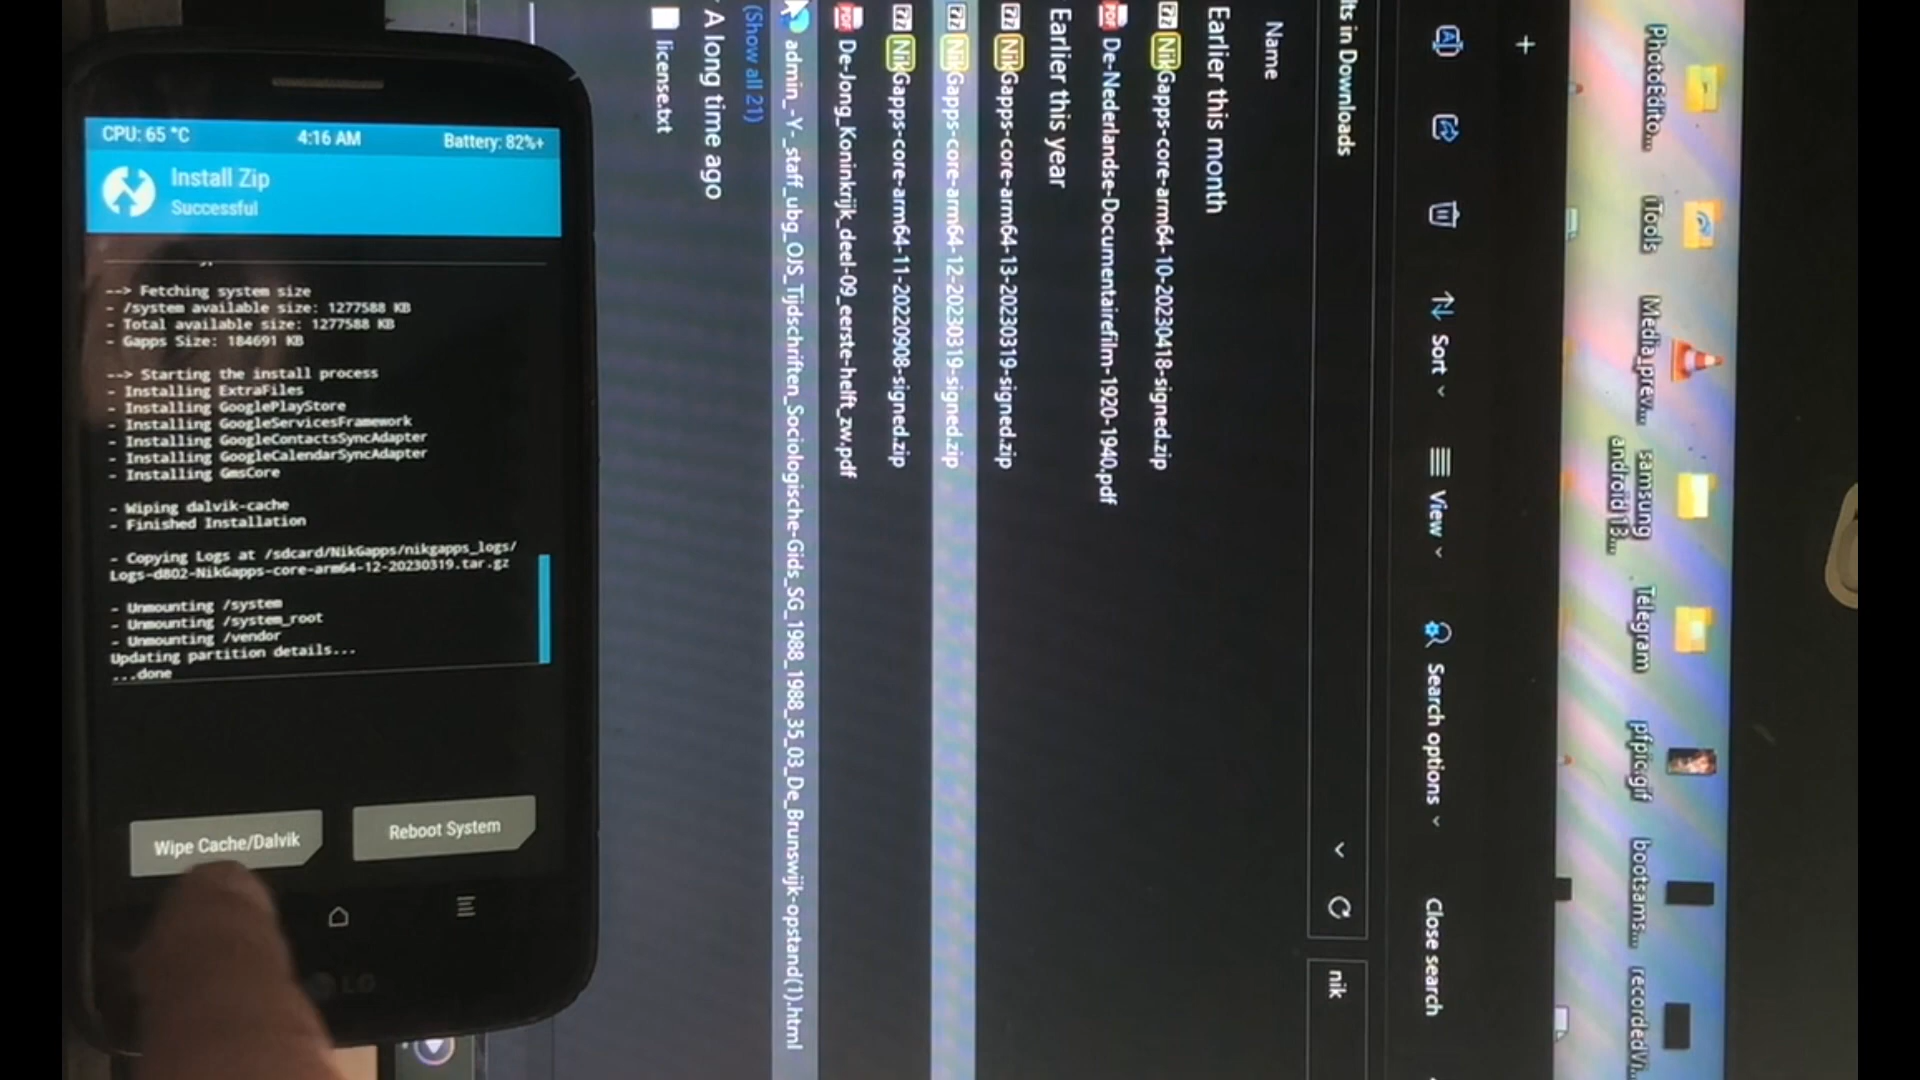 CPU: 65 °C
4:16 AM
Battery: 82%+
Install Zip
Successful
--> Fetching system size
- /system available size: 1277588 KB
- Total available size: 1277588 KB
- Gapps Size: 184691 KB
--> Starting the install process
- Installing ExtraFiles
- Installing GooglePlayStore
- Installing GoogleServicesFramework
- Installing GoogleContactsSyncAdapter
- Installing GoogleCalendarSyncAdapter
- Installing GmsCore
- Wiping dalvik-cache
- Finished Installation
- Copying Logs at /sdcard/NikGapps/nikgapps_logs/
Logs-d802-NikGapps-core-arm64-12-20230319.tar.gz
- Unmounting /system
- Unmounting /system_root
- Unmounting /vendor
Updating partition details...
...done
Wipe Cache/Dalvik
Reboot System
LG
PhotoEdito...
iTools
Media_prev...
samsung
android 13...
Telegram
pfpic.gif
bootsams...
recordedVi...
+
Sort
View
Search options
Close search
lts in Downloads
nik
Name
Earlier this month
NikGapps-core-arm64-10-20230418-signed.zip
De-Nederlandse-Documentairefilm-1920-1940.pdf
Earlier this year
NikGapps-core-arm64-13-20230319-signed.zip
NikGapps-core-arm64-12-20230319-signed.zip
NikGapps-core-arm64-11-20220908-signed.zip
De-Jong_Koninkrijk_deel-09_eerste-helft_zw.pdf
admin_-Y-_staff_ubg_OJS_Tijdschriften_Sociologische-Gids_SG_1988_1988_35_03_De_Brunswijk-opstand(1).html
(Show all 21)
A long time ago
license.txt